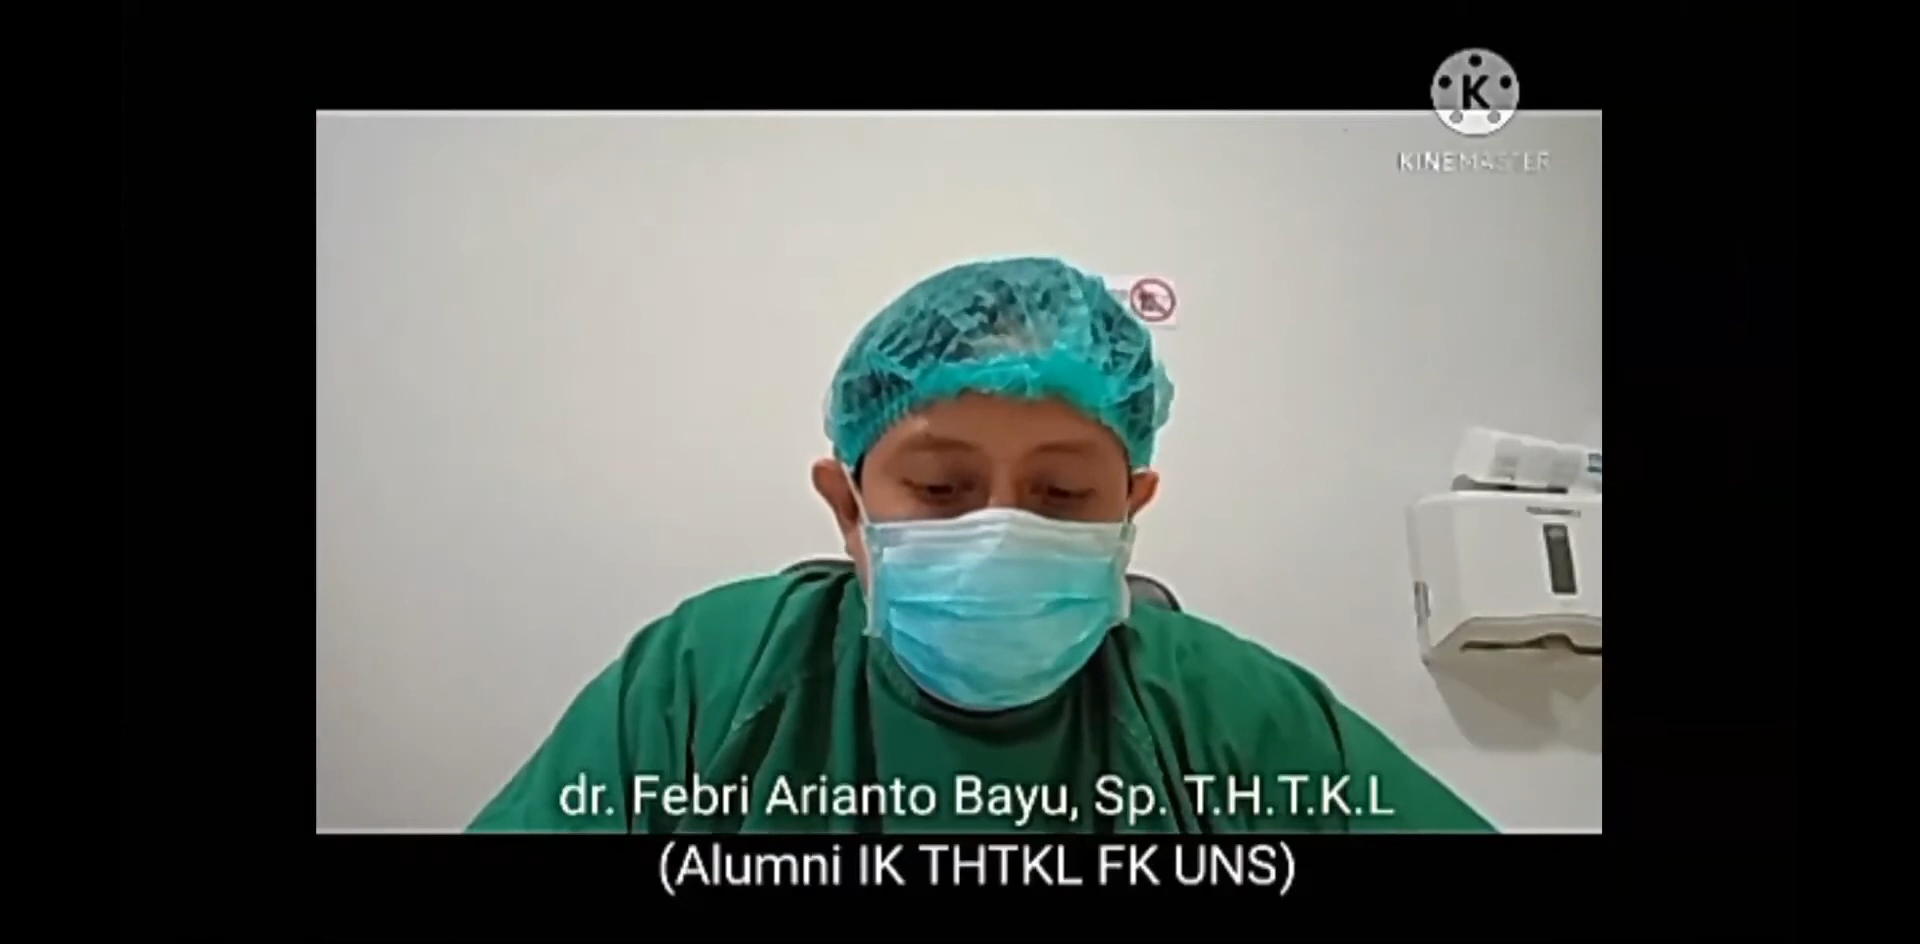 K
KINEMASTER
dr. Febri Arianto Bayu, Sp. T.H.T.K.L
(Alumni IK THTKL FK UNS)